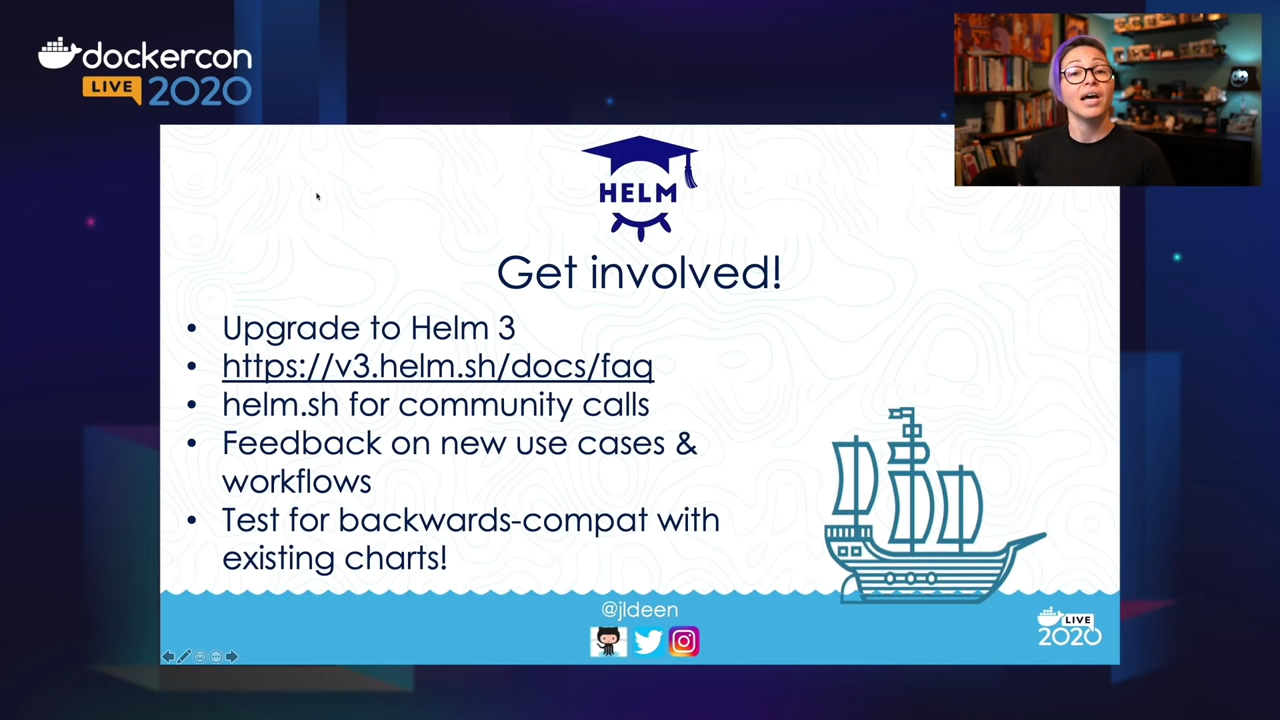 dockercon
LIVE 2020
HELM
Get involved!
• Upgrade to Helm 3
• https://v3.helm.sh/docs/faq
• helm.sh for community calls
• Feedback on new use cases &
workflows
• Test for backwards-compat with
existing charts!
@jldeen
LIVE
2020